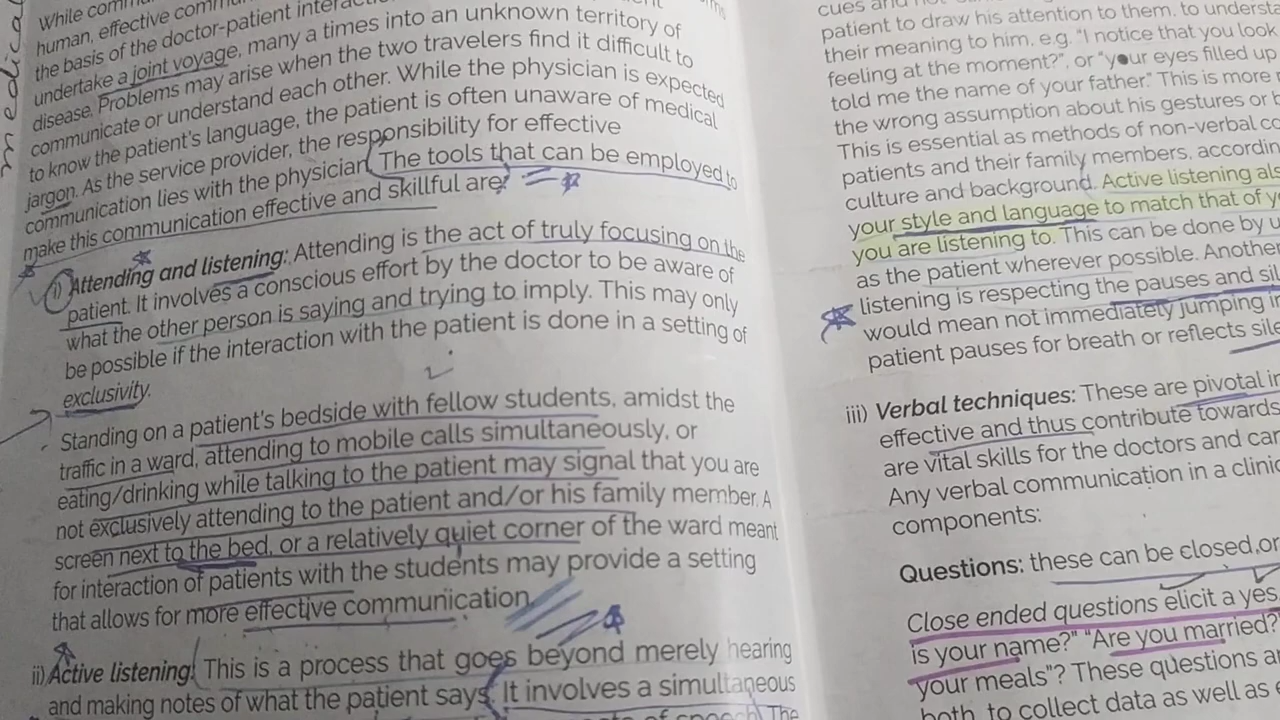 medical
While
human, effective
the basis of the doctor-patient
undertake a joint voyage, many a times into an unknown territory of
disease. Problems may arise when the two travelers find it difficult to
communicate or understand each other. While the physician is expected
to know the patient's language, the patient is often unaware of medical
jargon. As the service provider, the responsibility for effective
communication lies with the physician. The tools that can be employed to
make this communication effective and skillful are:
i) Attending and listening: Attending is the act of truly focusing on the
patient. It involves a conscious effort by the doctor to be aware of
what the other person is saying and trying to imply. This may only
be possible if the interaction with the patient is done in a setting of
exclusivity.
Standing on a patient's bedside with fellow students, amidst the
traffic in a ward, attending to mobile calls simultaneously, or
eating/drinking while talking to the patient may signal that you are
not exclusively attending to the patient and/or his family member. A
screen next to the bed, or a relatively quiet corner of the ward meant
for interaction of patients with the students may provide a setting
that allows for more effective communication.
ii) Active listening: This is a process that goes beyond merely hearing
and making notes of what the patient says. It involves a simultaneous
of speech. The
cues and
patient to draw his attention to them, to
their meaning to him, e.g. "I notice that you look
feeling at the moment?", or "your eyes filled up
told me the name of your father." This is more
the wrong assumption about his gestures or
This is essential as methods of non-verbal
patients and their family members,
culture and background. Active listening
your style and language to match that of
you are listening to. This can be done by
as the patient wherever possible. Another
listening is respecting the pauses and
would mean not immediately jumping
patient pauses for breath or reflects
iii) Verbal techniques: These are pivotal
effective and thus contribute towards
are vital skills for the doctors and
Any verbal communication in a
components:
Questions: these can be closed, or
Close ended questions elicit a yes
is your name?" "Are you married?
your meals"? These questions
both, to collect data as well as